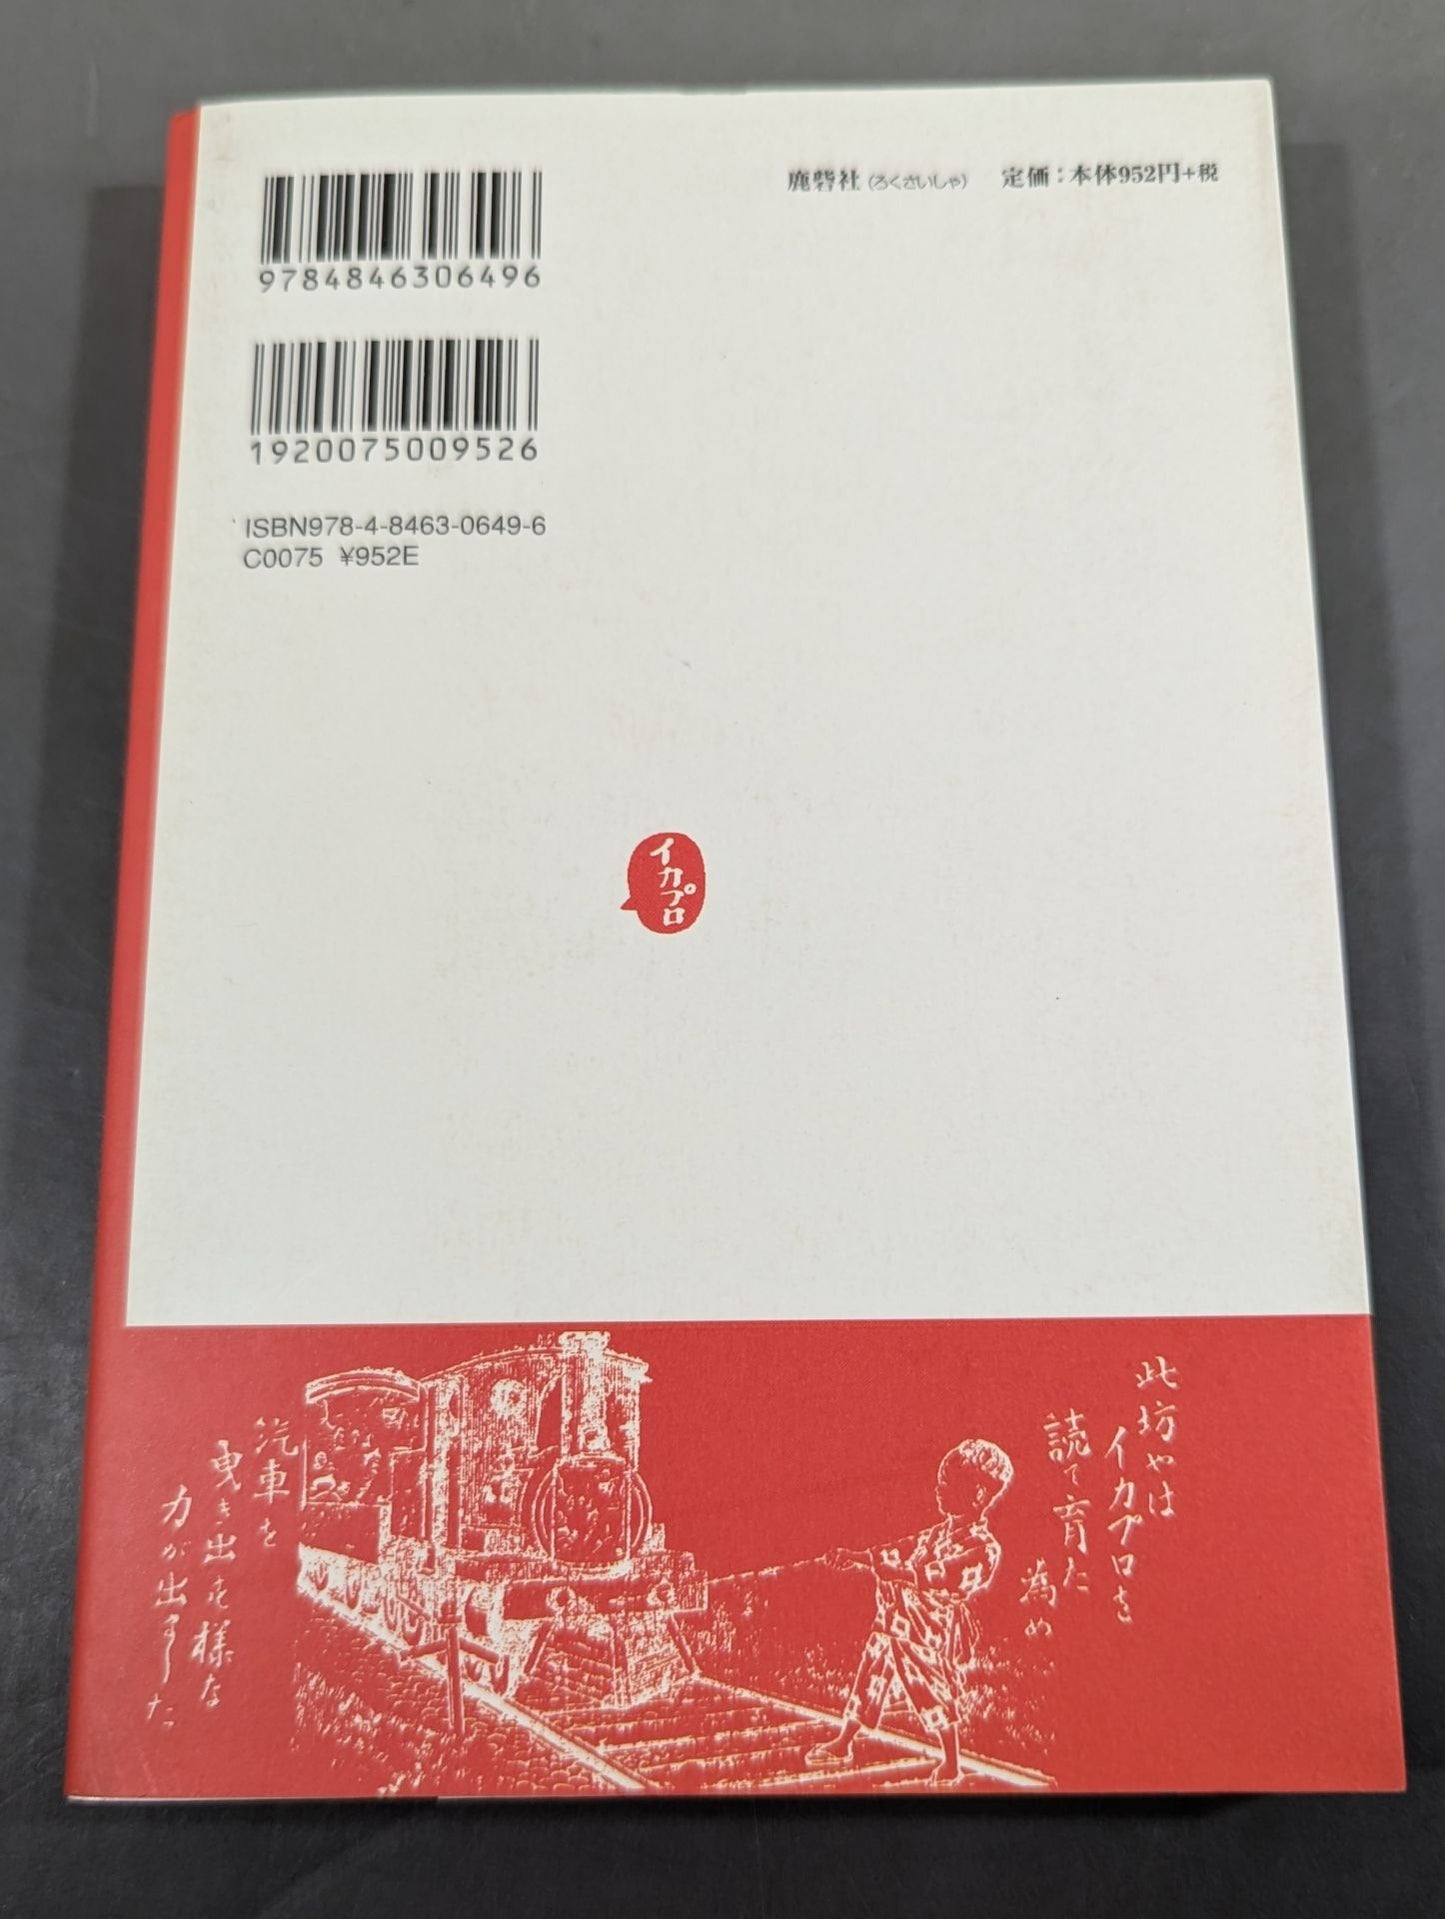 9784846306496
鹿砦社(ろくさいしゃ) 定価:本体952円+税
1920075009526
ISBN978-4-8463-0649-6
C0075 ¥952E
イカプロ
此坊やは
イカプロを
読て育た
為め
汽車を
曳き出す様な
力が出ました